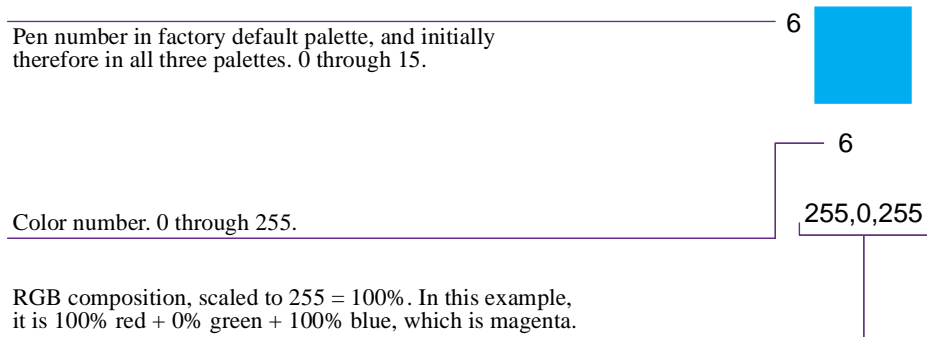 6
Pen number in factory default palette, and initially
therefore in all three palettes. 0 through 15.
6
Color number. 0 through 255.
255,0,255
RGB composition, scaled to 255 = 100%. In this example,
it is 100% red + 0% green + 100% blue, which is magenta.